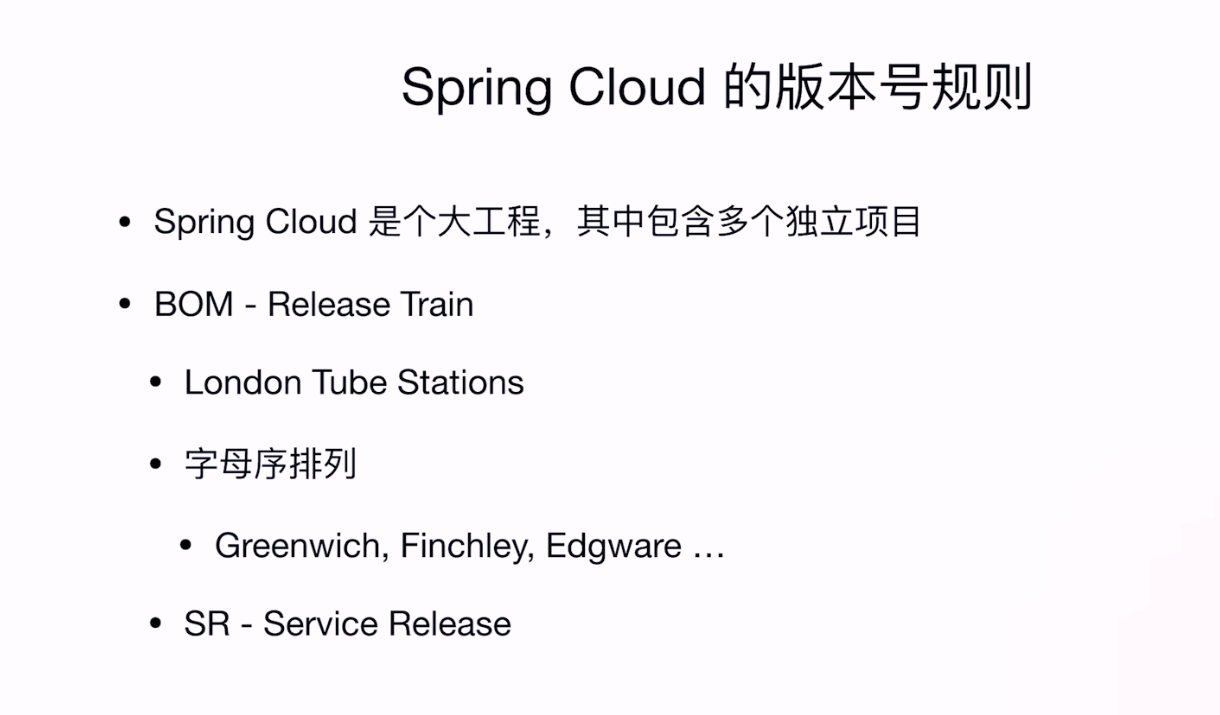 Spring Cloud 的版本号规则
• Spring Cloud 是个大工程，其中包含多个独立项目
• BOM - Release Train
• London Tube Stations
• 字母序排列
• Greenwich, Finchley, Edgware …
• SR - Service Release